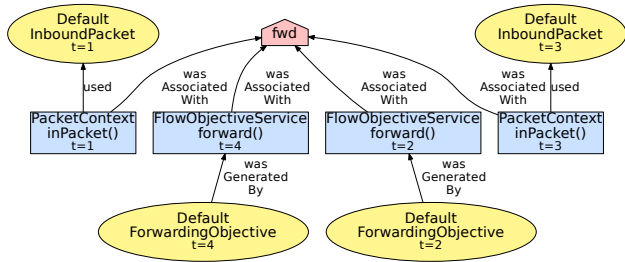 Default
InboundPacket
t=1
fwd
Default
InboundPacket
t=3
used
was
Associated
With
was
Associated
With
was
Associated
With
was
Associated
With
used
PacketContext
inPacket()
t=1
FlowObjectiveService
forward()
t=4
FlowObjectiveService
forward()
t=2
PacketContext
inPacket()
t=3
was
Generated
By
was
Generated
By
Default
ForwardingObjective
t=4
Default
ForwardingObjective
t=2